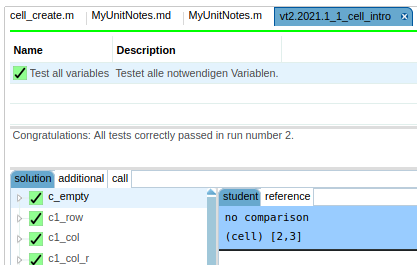 cell_create.m MyUnitNotes.md MyUnitNotes.m vt2.2021.1_1_cell_intro
Name Description
Test all variables Testet alle notwendigen Variablen.
Congratulations: All tests correctly passed in run number 2.
solution additional call
c_empty
c1_row
c1_col
c1_col_r
student reference
no comparison
(cell) [2,3]